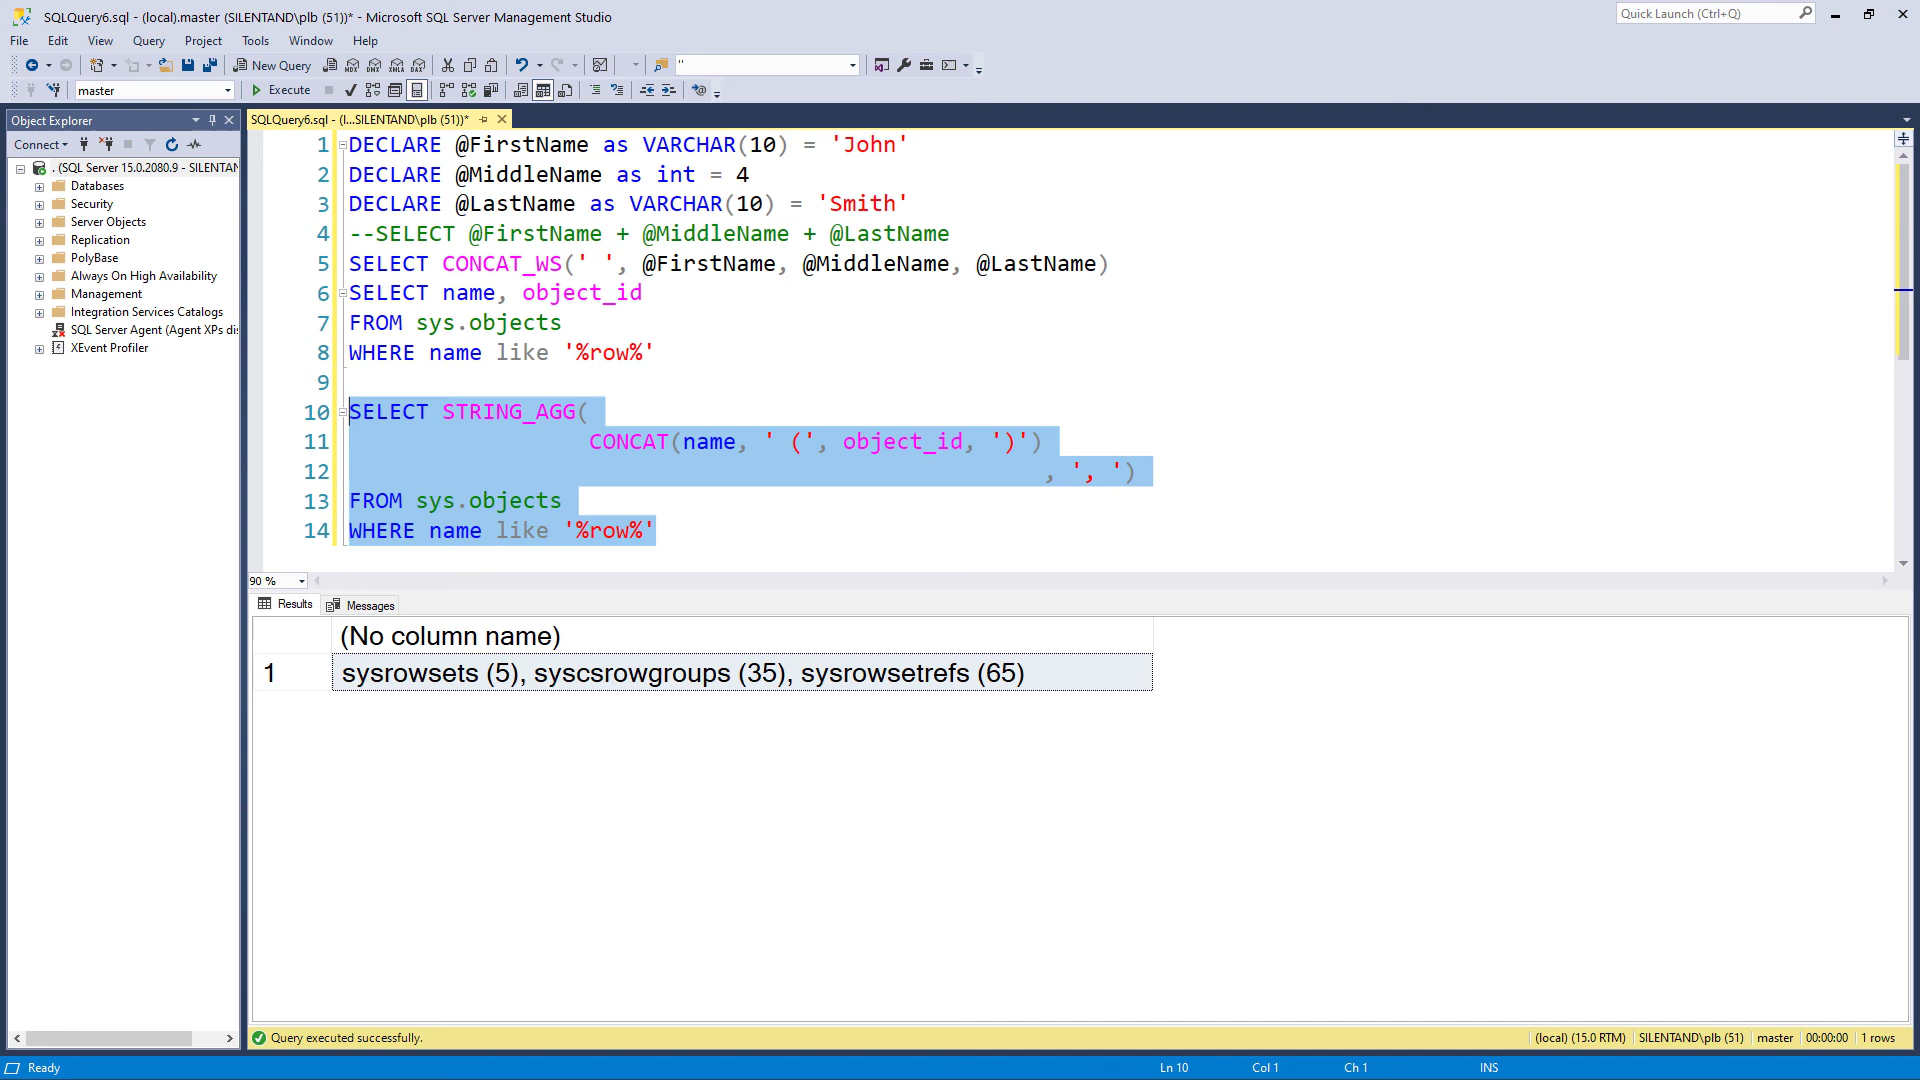 SQLQuery6.sql - (local).master (SILENTAND\plb (51))* - Microsoft SQL Server Management Studio
Quick Launch (Ctrl+Q)
File Edit View Query Project Tools Window Help
New Query MDX DMX XMLA DAX "
master Execute
Object Explorer
SQLQuery6.sql - (l...SILENTAND\plb (51))*
Connect
. (SQL Server 15.0.2080.9 - SILENTAN
Databases
Security
Server Objects
Replication
PolyBase
Always On High Availability
Management
Integration Services Catalogs
SQL Server Agent (Agent XPs dis
XEvent Profiler
1 DECLARE @FirstName as VARCHAR(10) = 'John'
2 DECLARE @MiddleName as int = 4
3 DECLARE @LastName as VARCHAR(10) = 'Smith'
4 --SELECT @FirstName + @MiddleName + @LastName
5 SELECT CONCAT_WS(' ', @FirstName, @MiddleName, @LastName)
6 SELECT name, object_id
7 FROM sys.objects
8 WHERE name like '%row%'
9
10 SELECT STRING_AGG(
11 CONCAT(name, ' (', object_id, ')')
12 , ', ')
13 FROM sys.objects
14 WHERE name like '%row%'
90 %
Results Messages
(No column name)
1 sysrowsets (5), syscsrowgroups (35), sysrowsetrefs (65)
Query executed successfully.
(local) (15.0 RTM) SILENTAND\plb (51) master 00:00:00 1 rows
Ready Ln 10 Col 1 Ch 1 INS